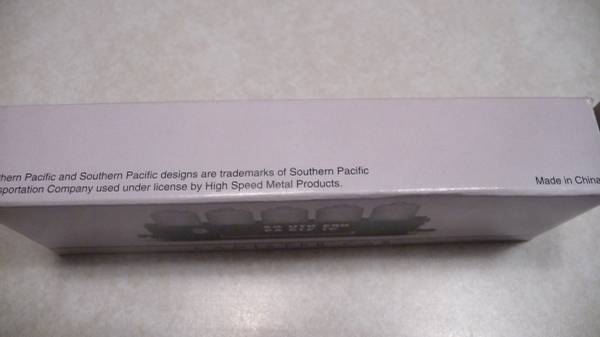 hern Pacific and Southern Pacific designs are trademarks of Southern Pacific
sportation Company used under license by High Speed Metal Products.
Made in China